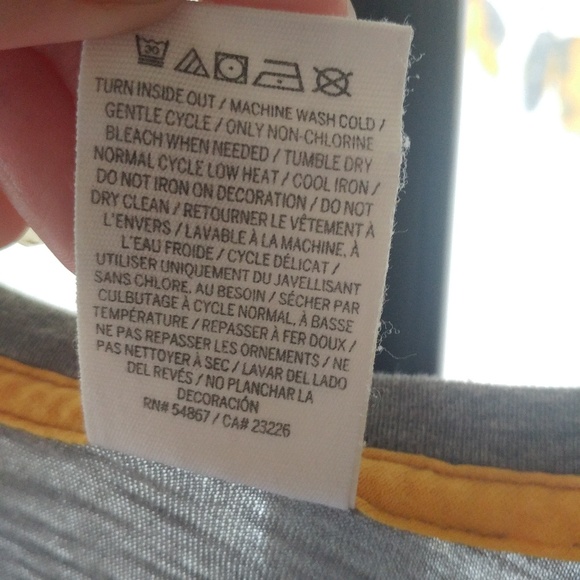 30
TURN INSIDE OUT / MACHINE WASH COLD /
GENTLE CYCLE / ONLY NON-CHLORINE
BLEACH WHEN NEEDED / TUMBLE DRY
NORMAL CYCLE LOW HEAT / COOL IRON /
DO NOT IRON ON DECORATION / DO NOT
DRY CLEAN / RETOURNER LE VÊTEMENT À
L'ENVERS / LAVABLE À LA MACHINE, À
L'EAU FROIDE / CYCLE DÉLICAT /
UTILISER UNIQUEMENT DU JAVELLISANT
SANS CHLORE, AU BESOIN / SÉCHER PAR
CULBUTAGE À CYCLE NORMAL, À BASSE
TEMPÉRATURE / REPASSER À FER DOUX /
NE PAS REPASSER LES ORNEMENTS / NE
PAS NETTOYER À SEC / LAVAR DEL LADO
DEL REVÉS / NO PLANCHAR LA
DECORACIÓN
RN# 54867 / CA# 23226